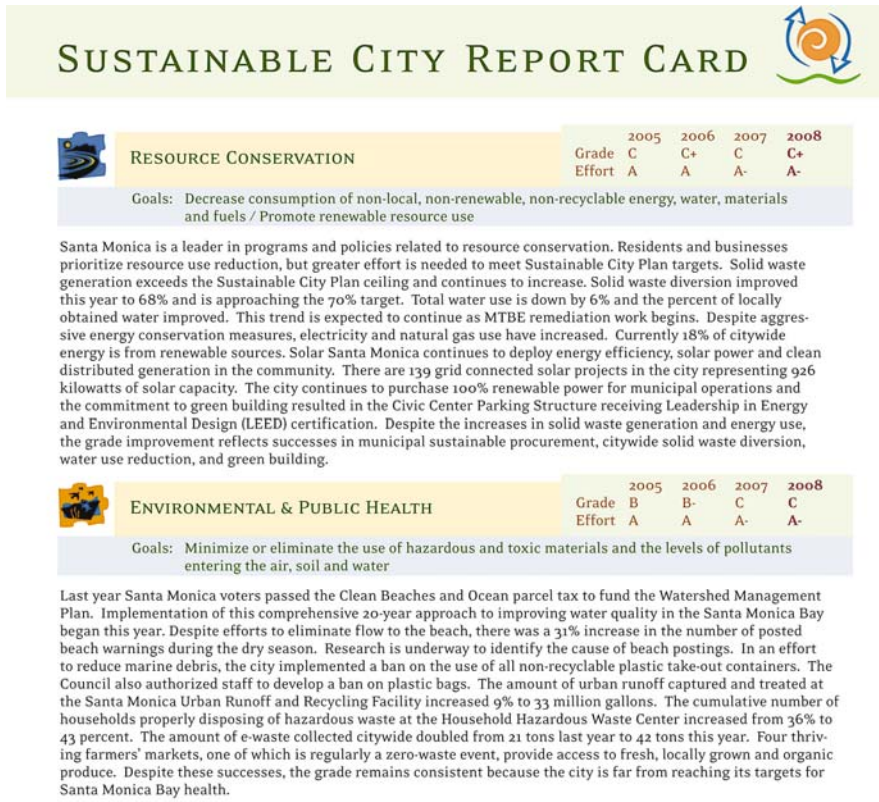 Sustainable City Report Card
2005 2006 2007 2008
Resource Conservation
Grade C C+ C C+
Effort A A A- A-
Goals: Decrease consumption of non-local, non-renewable, non-recyclable energy, water, materials
and fuels / Promote renewable resource use
Santa Monica is a leader in programs and policies related to resource conservation. Residents and businesses
prioritize resource use reduction, but greater effort is needed to meet Sustainable City Plan targets. Solid waste
generation exceeds the Sustainable City Plan ceiling and continues to increase. Solid waste diversion improved
this year to 68% and is approaching the 70% target. Total water use is down by 6% and the percent of locally
obtained water improved. This trend is expected to continue as MTBE remediation work begins. Despite aggres-
sive energy conservation measures, electricity and natural gas use have increased. Currently 18% of citywide
energy is from renewable sources. Solar Santa Monica continues to deploy energy efficiency, solar power and clean
distributed generation in the community. There are 139 grid connected solar projects in the city representing 926
kilowatts of solar capacity. The city continues to purchase 100% renewable power for municipal operations and
the commitment to green building resulted in the Civic Center Parking Structure receiving Leadership in Energy
and Environmental Design (LEED) certification. Despite the increases in solid waste generation and energy use,
the grade improvement reflects successes in municipal sustainable procurement, citywide solid waste diversion,
water use reduction, and green building.
2005 2006 2007 2008
Environmental & Public Health
Grade B B- C C
Effort A A A- A-
Goals: Minimize or eliminate the use of hazardous and toxic materials and the levels of pollutants
entering the air, soil and water
Last year Santa Monica voters passed the Clean Beaches and Ocean parcel tax to fund the Watershed Management
Plan. Implementation of this comprehensive 20-year approach to improving water quality in the Santa Monica Bay
began this year. Despite efforts to eliminate flow to the beach, there was a 31% increase in the number of posted
beach warnings during the dry season. Research is underway to identify the cause of beach postings. In an effort
to reduce marine debris, the city implemented a ban on the use of all non-recyclable plastic take-out containers. The
Council also authorized staff to develop a ban on plastic bags. The amount of urban runoff captured and treated at
the Santa Monica Urban Runoff and Recycling Facility increased 9% to 33 million gallons. The cumulative number of
households properly disposing of hazardous waste at the Household Hazardous Waste Center increased from 36% to
43 percent. The amount of e-waste collected citywide doubled from 21 tons last year to 42 tons this year. Four thriv-
ing farmers' markets, one of which is regularly a zero-waste event, provide access to fresh, locally grown and organic
produce. Despite these successes, the grade remains consistent because the city is far from reaching its targets for
Santa Monica Bay health.